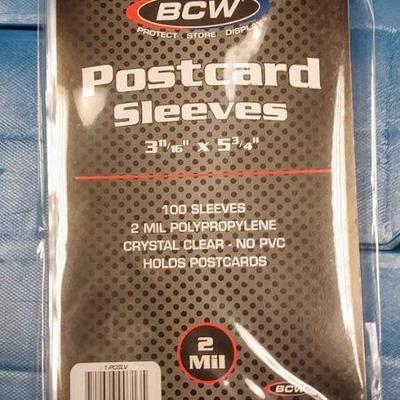 BCW
PROTECT STORE DISPLAY
Postcard
Sleeves
3 11/16" x 5 3/4"
100 SLEEVES
2 MIL POLYPROPYLENE
CRYSTAL CLEAR - NO PVC
HOLDS POSTCARDS
2
Mil
1-PCSLV
BCW